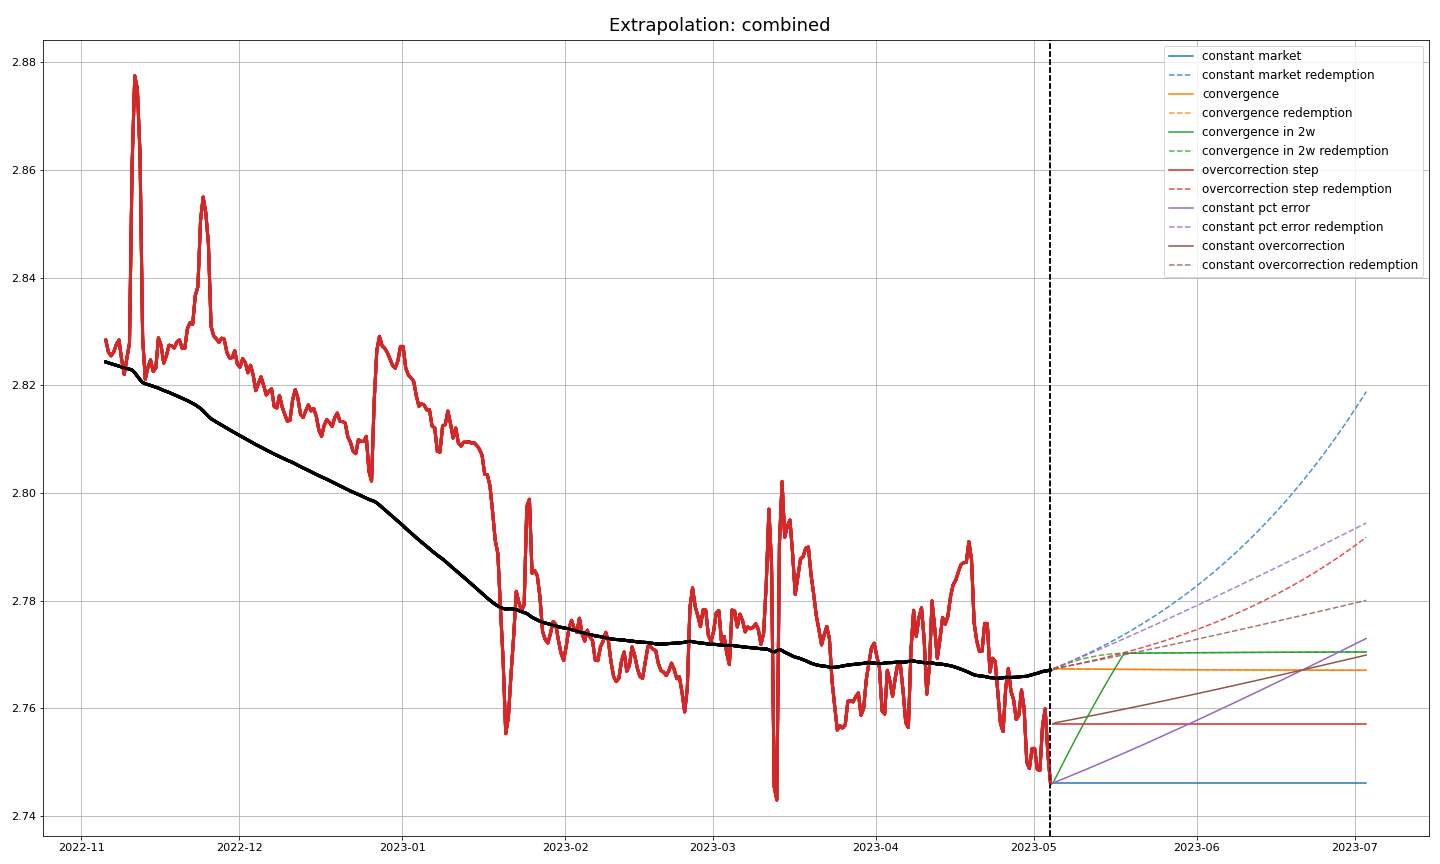 Extrapolation: combined
2.88
2.86
2.84
2.82
2.80
2.78
2.76
2.74
constant market
constant market redemption
convergence
convergence redemption
convergence in 2w
convergence in 2w redemption
overcorrection step
overcorrection step redemption
constant pct error
constant pct error redemption
constant overcorrection
constant overcorrection redemption
2022-11 2022-12 2023-01 2023-02 2023-03 2023-04 2023-05 2023-06 2023-07